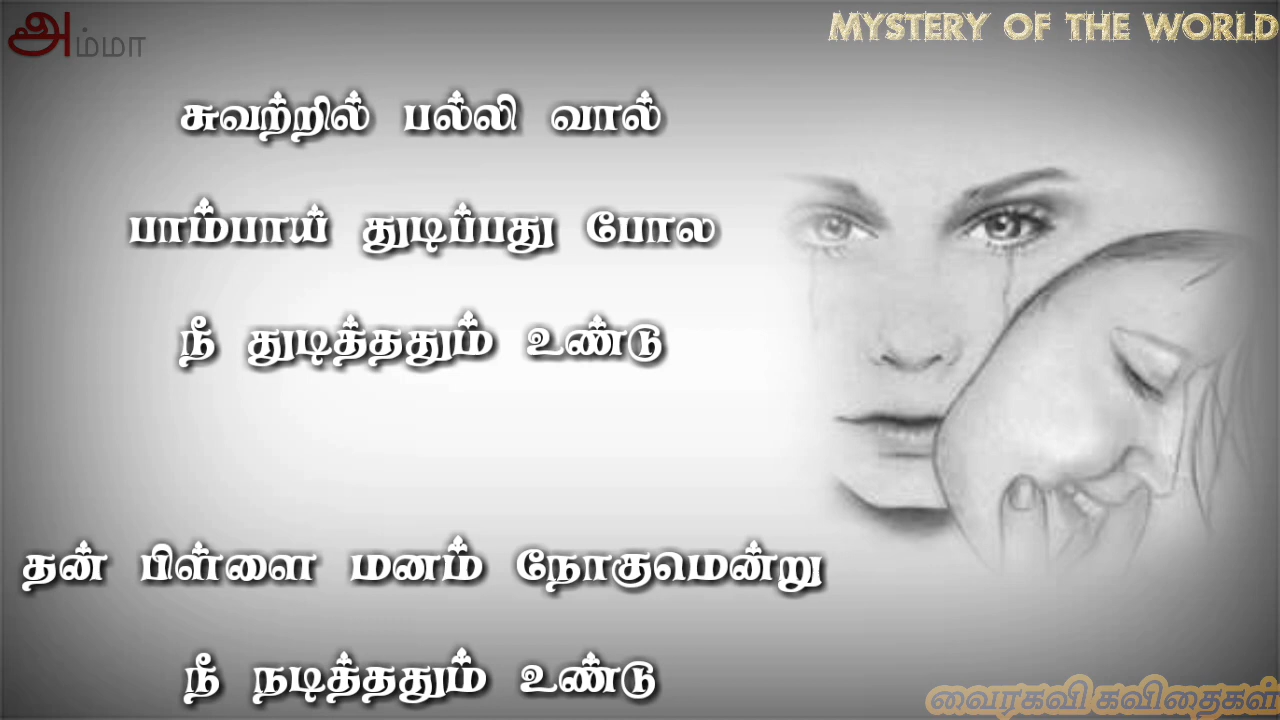 அம்மா
MYSTERY OF THE WORLD
சுவற்றில் பல்லி வால்
பாம்பாய் துடிப்பது போல
நீ துடித்ததும் உண்டு
தன் பிள்ளை மனம் நோகுமென்று
நீ நடித்ததும் உண்டு
வைரகவி கவிதைகள்